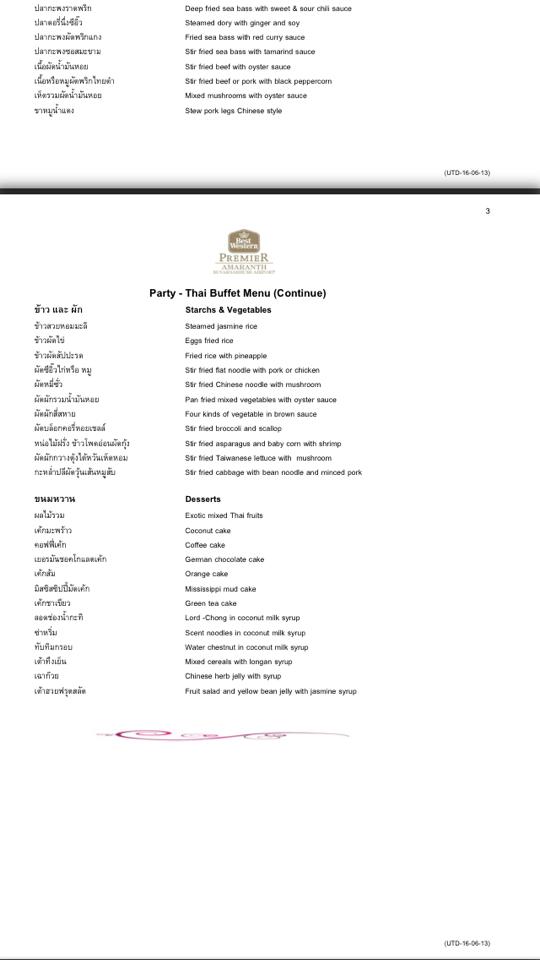 ปลากะพงราดพริก Deep fried sea bass with sweet & sour chili sauce
ปลาดอรี่นึ่งซีอิ๊ว Steamed dory with ginger and soy
ปลากะพงผัดพริกแกง Fried sea bass with red curry sauce
ปลากะพงซอสมะขาม Stir fried sea bass with tamarind sauce
เนื้อผัดน้ำมันหอย Stir fried beef with oyster sauce
เนื้อหรือหมูผัดพริกไทยดำ Stir fried beef or pork with black peppercorn
เห็ดรวมผัดน้ำมันหอย Mixed mushrooms with oyster sauce
ขาหมูน้ำแดง Stew pork legs Chinese style
(UTD-16-06-13)
3
Best
Western
PREMIER
AMARANTH
SUVARNABHUMI AIRPORT
Party - Thai Buffet Menu (Continue)
ข้าว และ ผัก Starchs & Vegetables
ข้าวสวยหอมมะลิ Steamed jasmine rice
ข้าวผัดไข่ Eggs fried rice
ข้าวผัดสัปปะรด Fried rice with pineapple
ผัดซีอิ๊วไก่หรือ หมู Stir fried flat noodle with pork or chicken
ผัดหมี่ซั่ว Stir fried Chinese noodle with mushroom
ผัดผักรวมน้ำมันหอย Pan fried mixed vegetables with oyster sauce
ผัดผักสี่สหาย Four kinds of vegetable in brown sauce
ผัดบล็อกคอรี่หอยเชลล์ Stir fried broccoli and scallop
หน่อไม้ฝรั่ง ข้าวโพดอ่อนผัดกุ้ง Stir fried asparagus and baby corn with shrimp
ผัดผักกวางตุ้งไต้หวันเห็ดหอม Stir fried Taiwanese lettuce with mushroom
กะหล่ำปลีผัดวุ้นเส้นหมูสับ Stir fried cabbage with bean noodle and minced pork
ขนมหวาน Desserts
ผลไม้รวม Exotic mixed Thai fruits
เค้กมะพร้าว Coconut cake
คอฟฟี่เค้ก Coffee cake
เยอรมันชอคโกแลตเค้ก German chocolate cake
เค้กส้ม Orange cake
มิสซิสซิปปี้มัดเค้ก Mississippi mud cake
เค้กชาเขียว Green tea cake
ลอดช่องน้ำกะทิ Lord -Chong in coconut milk syrup
ซ่าหริ่ม Scent noodles in coconut milk syrup
ทับทิมกรอบ Water chestnut in coconut milk syrup
เต้าทึงเย็น Mixed cereals with longan syrup
เฉาก๊วย Chinese herb jelly with syrup
เต้าฮวยฟรุตสลัด Fruit salad and yellow bean jelly with jasmine syrup
(UTD-16-06-13)